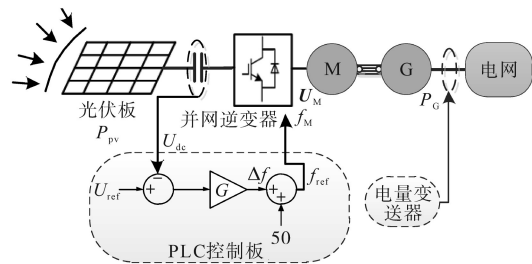 M
G
电网
光伏板
P_pv
并网逆变器
U_M
f_M
P_G
U_dc
U_ref
−
+
G
Δf
+
+
f_ref
50
电量变
送器
PLC控制板